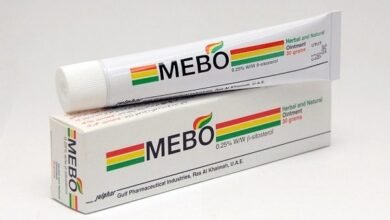 MEBO
0.25% W/W β-sitosterol
Herbal and Natural
Ointment
30 grams
MEBO
0.25% W/W β-sitosterol
Herbal and Natural
Ointment
30 grams
julphar
Gulf Pharmaceutical Industries, Ras Al Khaimah, U.A.E.